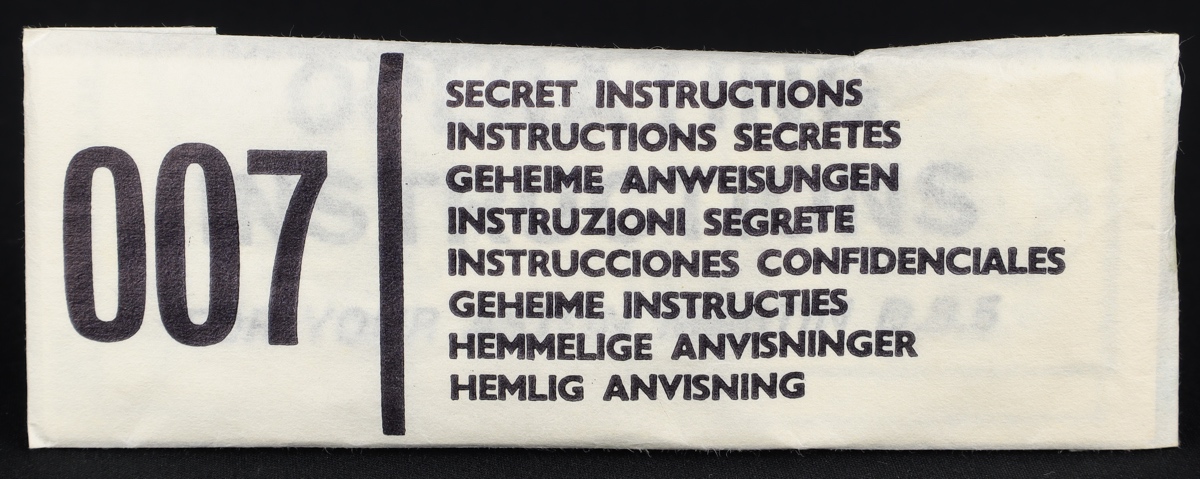 007
SECRET INSTRUCTIONS
INSTRUCTIONS SECRETES
GEHEIME ANWEISUNGEN
INSTRUZIONI SEGRETE
INSTRUCCIONES CONFIDENCIALES
GEHEIME INSTRUCTIES
HEMMELIGE ANVISNINGER
HEMLIG ANVISNING